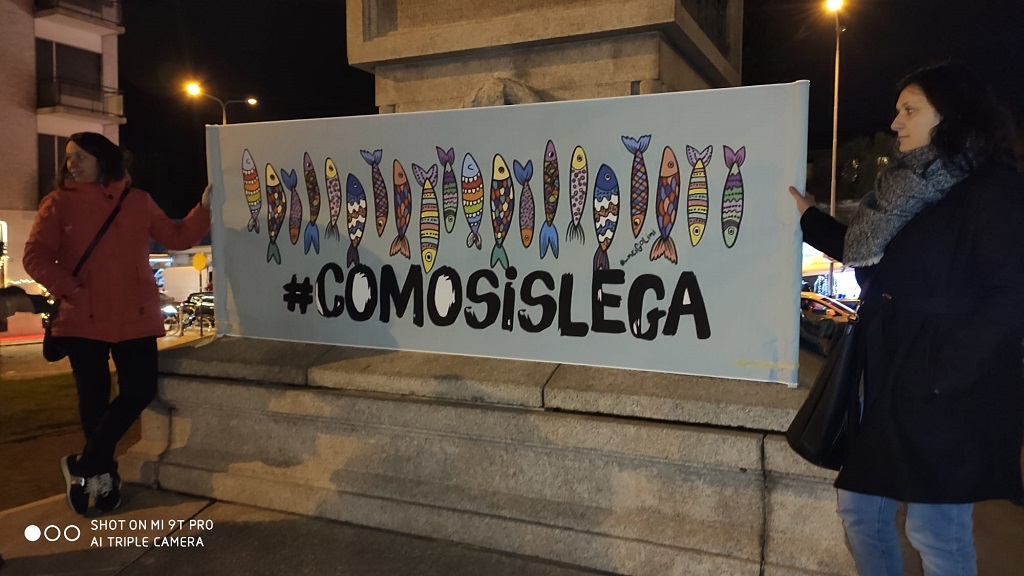 #COMOSiSLEGA
SHOT ON MI 9T PRO
AI TRIPLE CAMERA